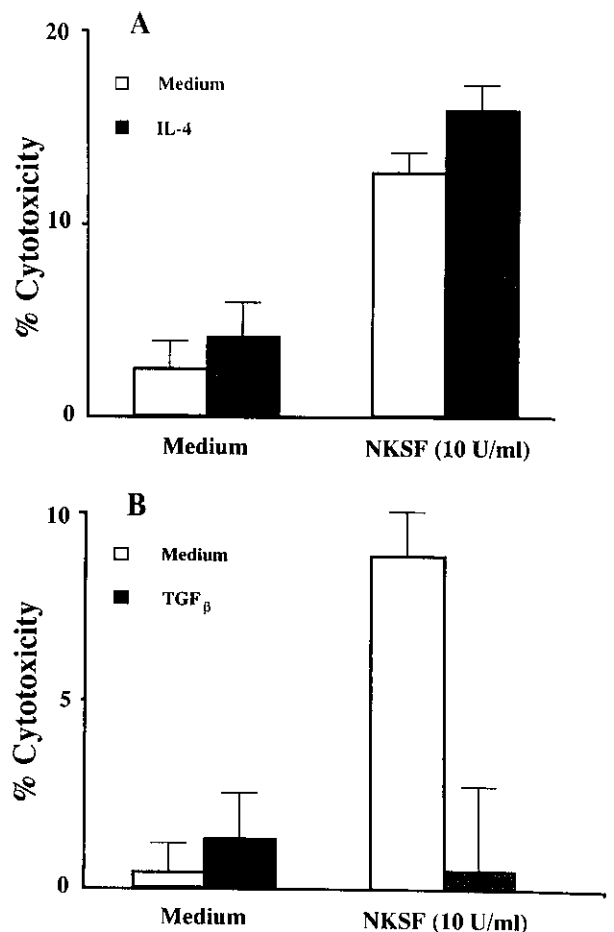 A
20
Medium
IL-4
10
% Cytotoxicity
0
Medium
NKSF (10 U/ml)
B
10
Medium
TGFβ
5
% Cytotoxicity
0
Medium
NKSF (10 U/ml)